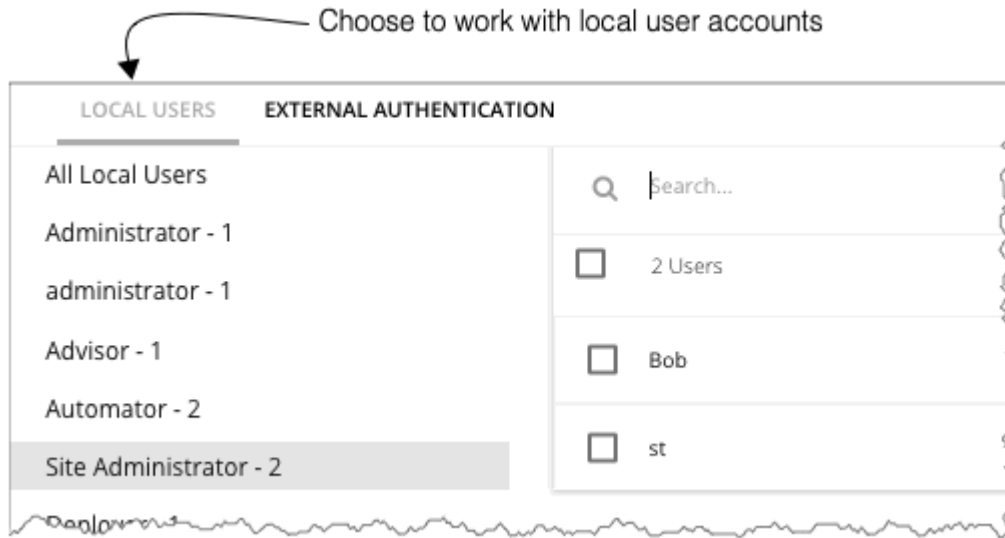 Choose to work with local user accounts
LOCAL USERS EXTERNAL AUTHENTICATION
All Local Users
Administrator - 1
administrator - 1
Advisor - 1
Automator - 2
Site Administrator - 2
Search...
2 Users
Bob
st